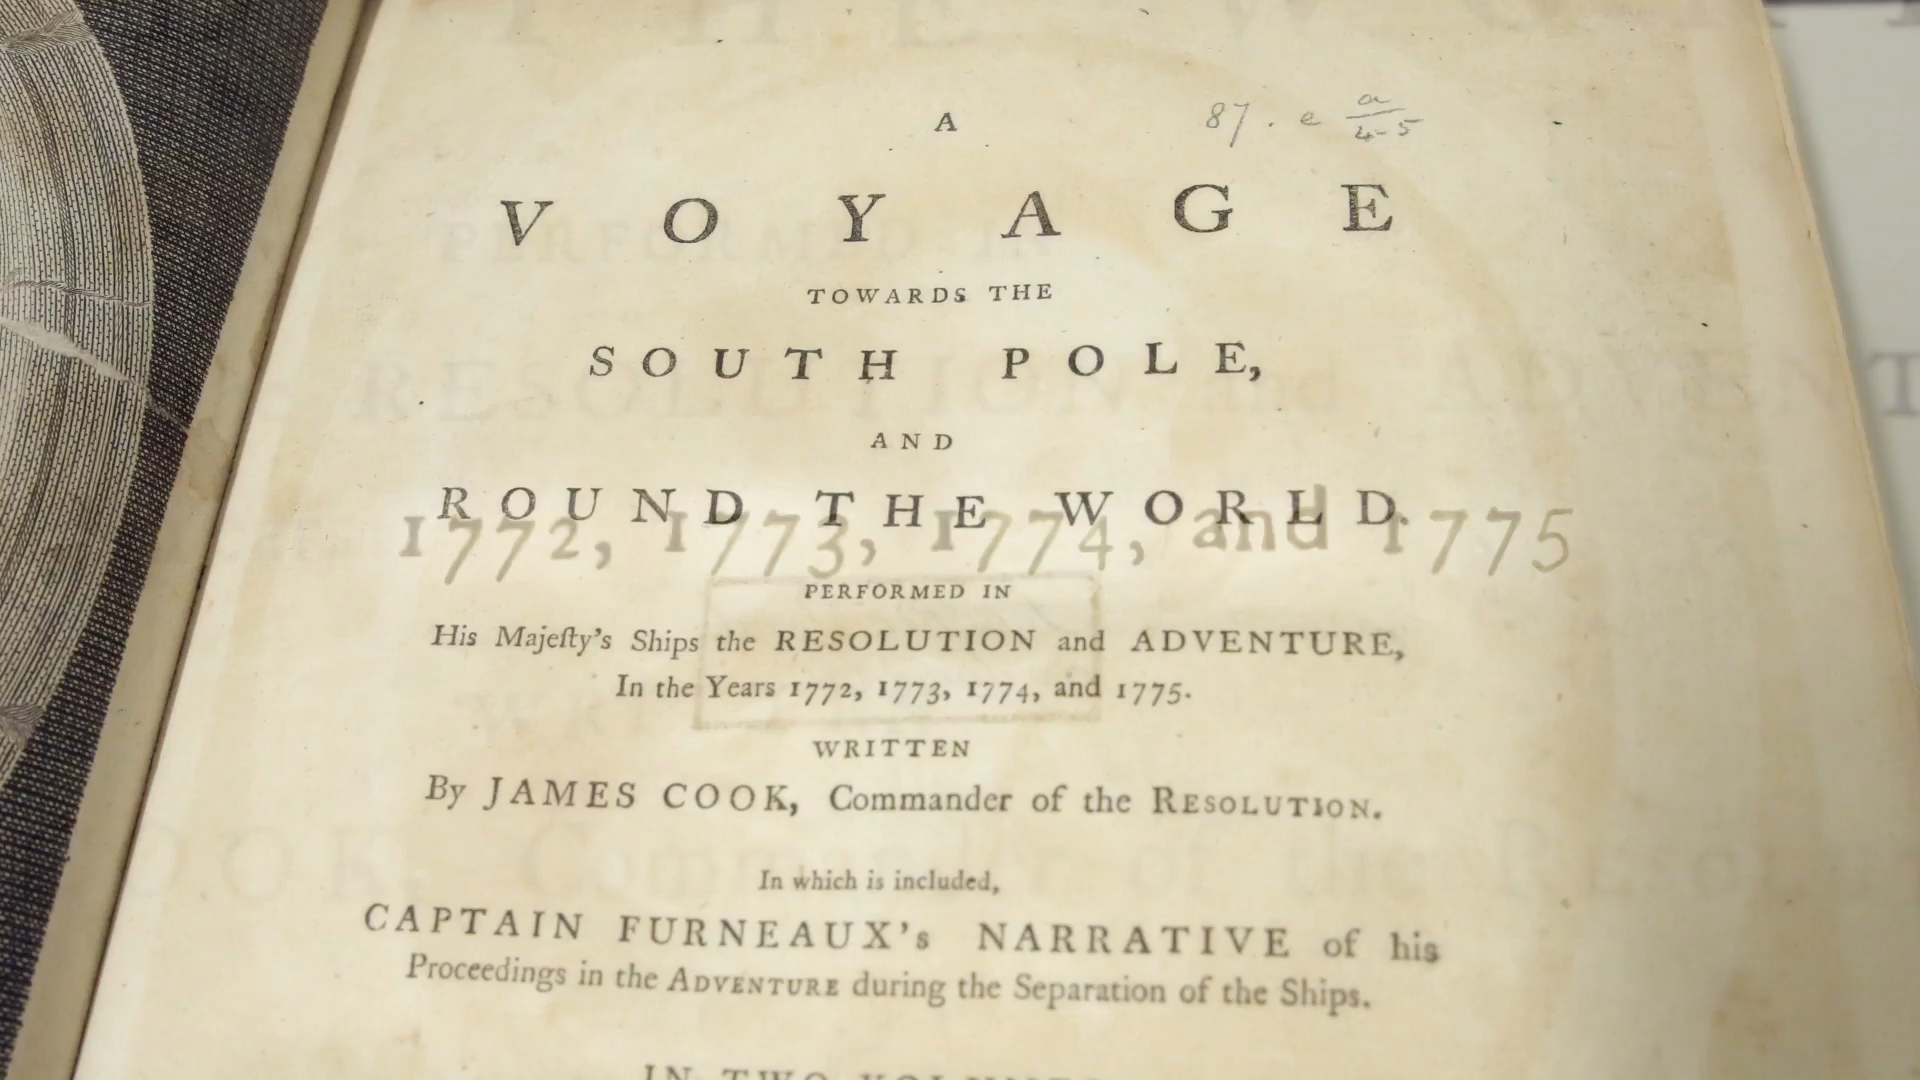 A
87. e a/4-5
VOYAGE
TOWARDS THE
SOUTH POLE,
AND
ROUND THE WORLD.
1772, 1773, 1774, and 1775
PERFORMED IN
His Majeſty's Ships the RESOLUTION and ADVENTURE,
In the Years 1772, 1773, 1774, and 1775.
WRITTEN
By JAMES COOK, Commander of the RESOLUTION.
In which is included,
CAPTAIN FURNEAUX's NARRATIVE of his
Proceedings in the ADVENTURE during the Separation of the Ships.
IN TWO VOLUMES